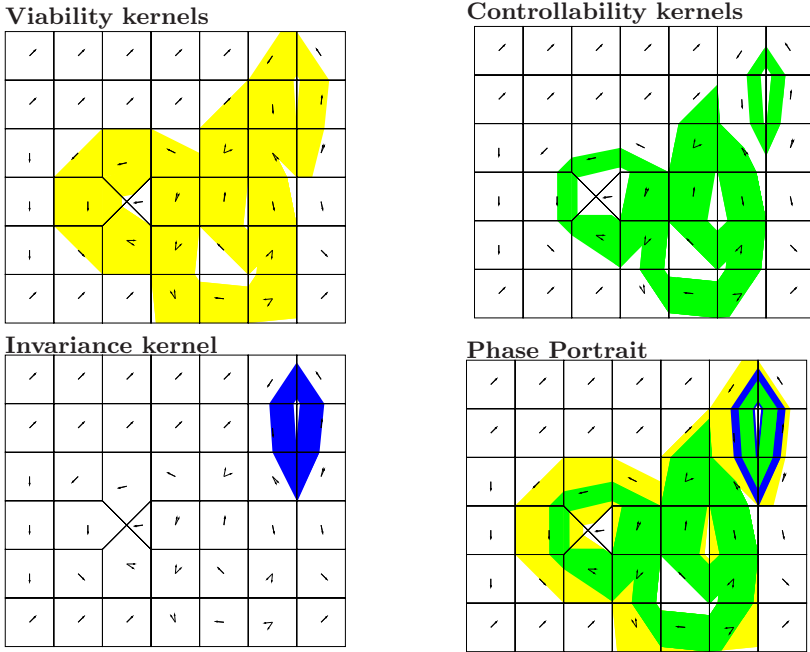 Viability kernels
Controllability kernels
Invariance kernel
Phase Portrait